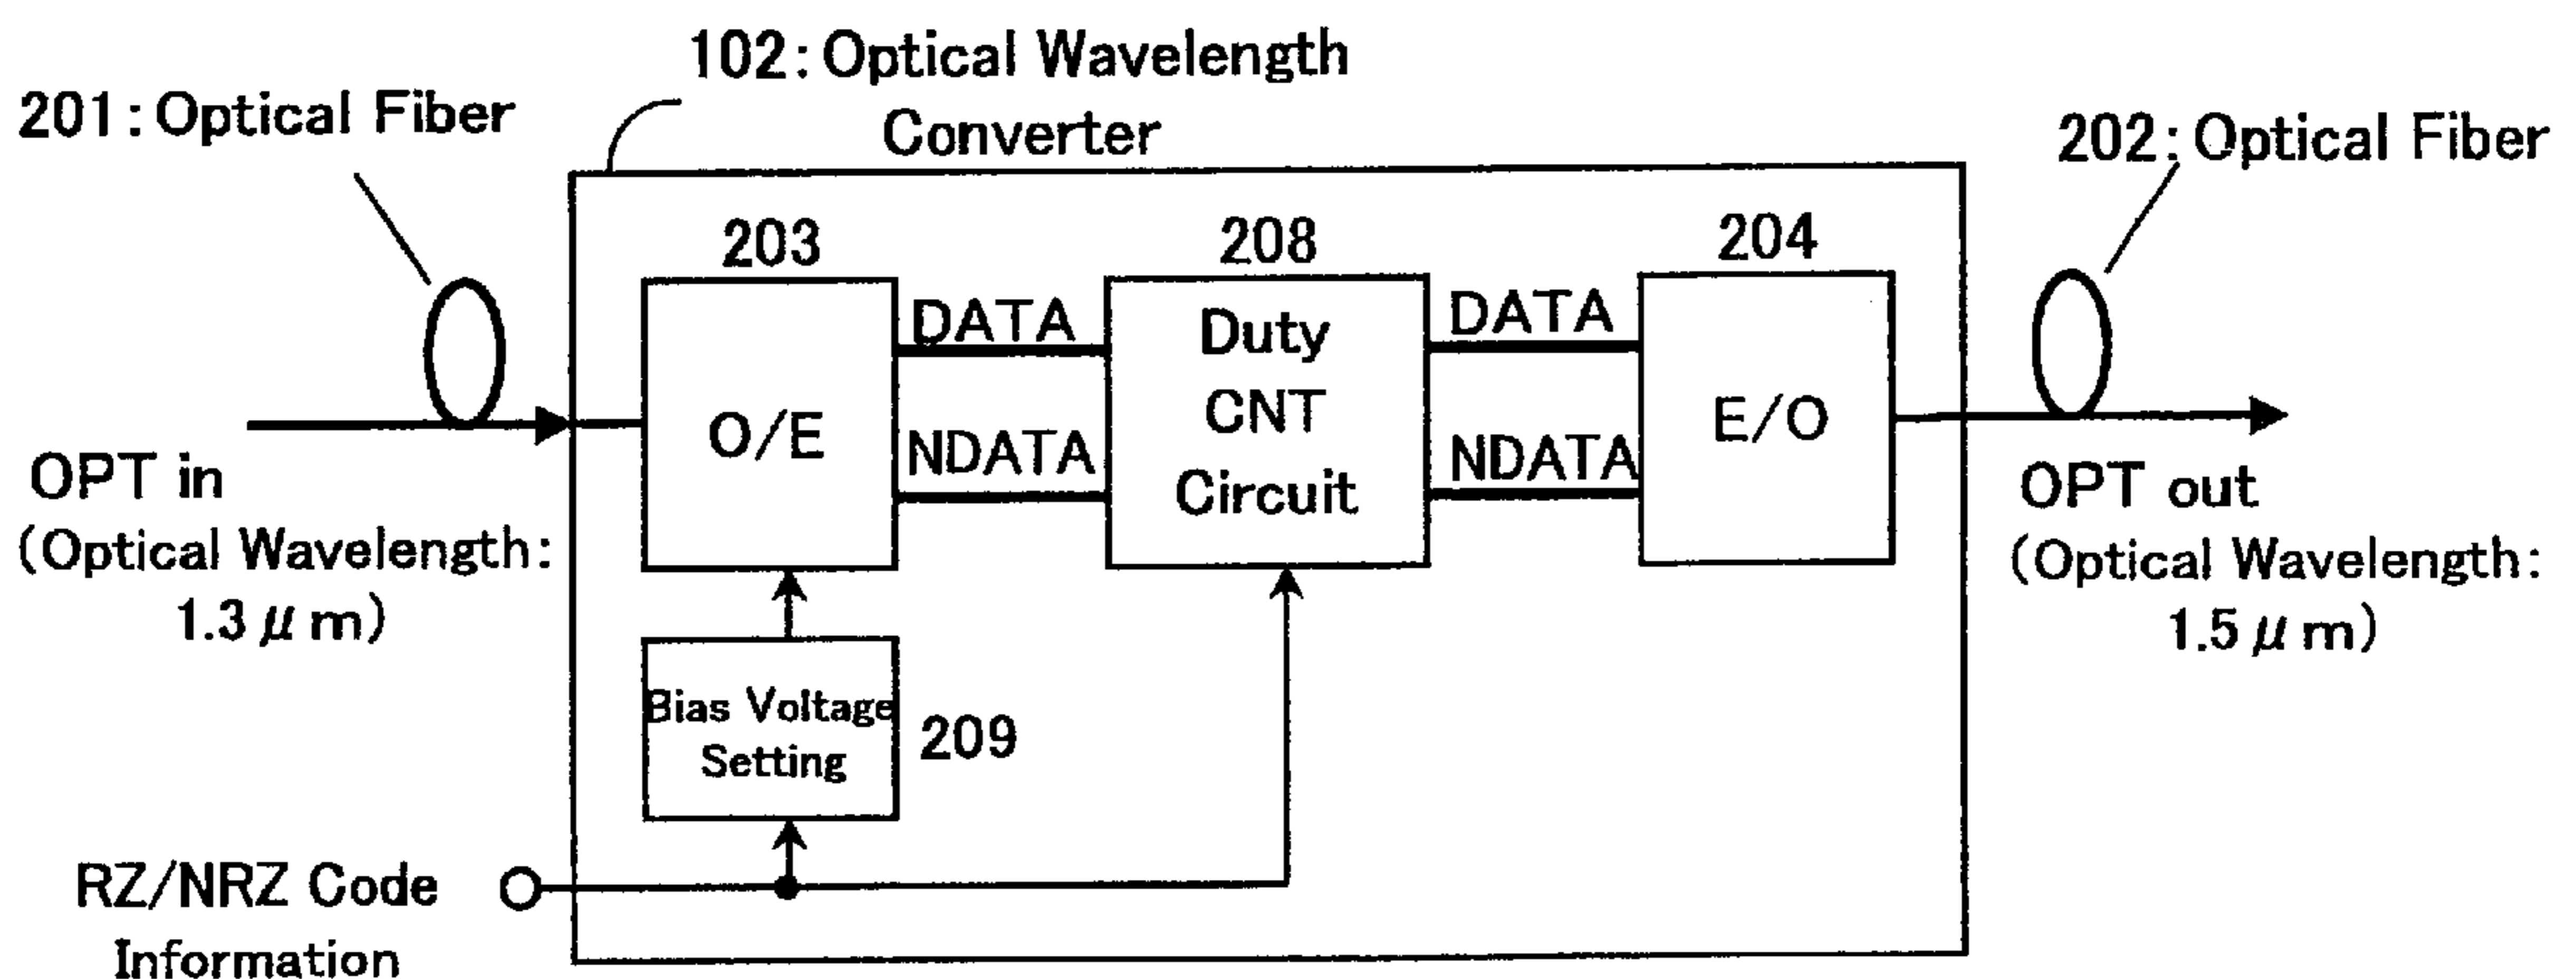 102: Optical Wavelength
Converter
201: Optical Fiber
202: Optical Fiber
203
208
204
DATA
DATA
Duty
CNT
Circuit
O/E
E/O
NDATA
NDATA
OPT in
(Optical Wavelength:
1.3 μm)
OPT out
(Optical Wavelength:
1.5 μm)
Bias Voltage
Setting
209
RZ/NRZ Code
Information